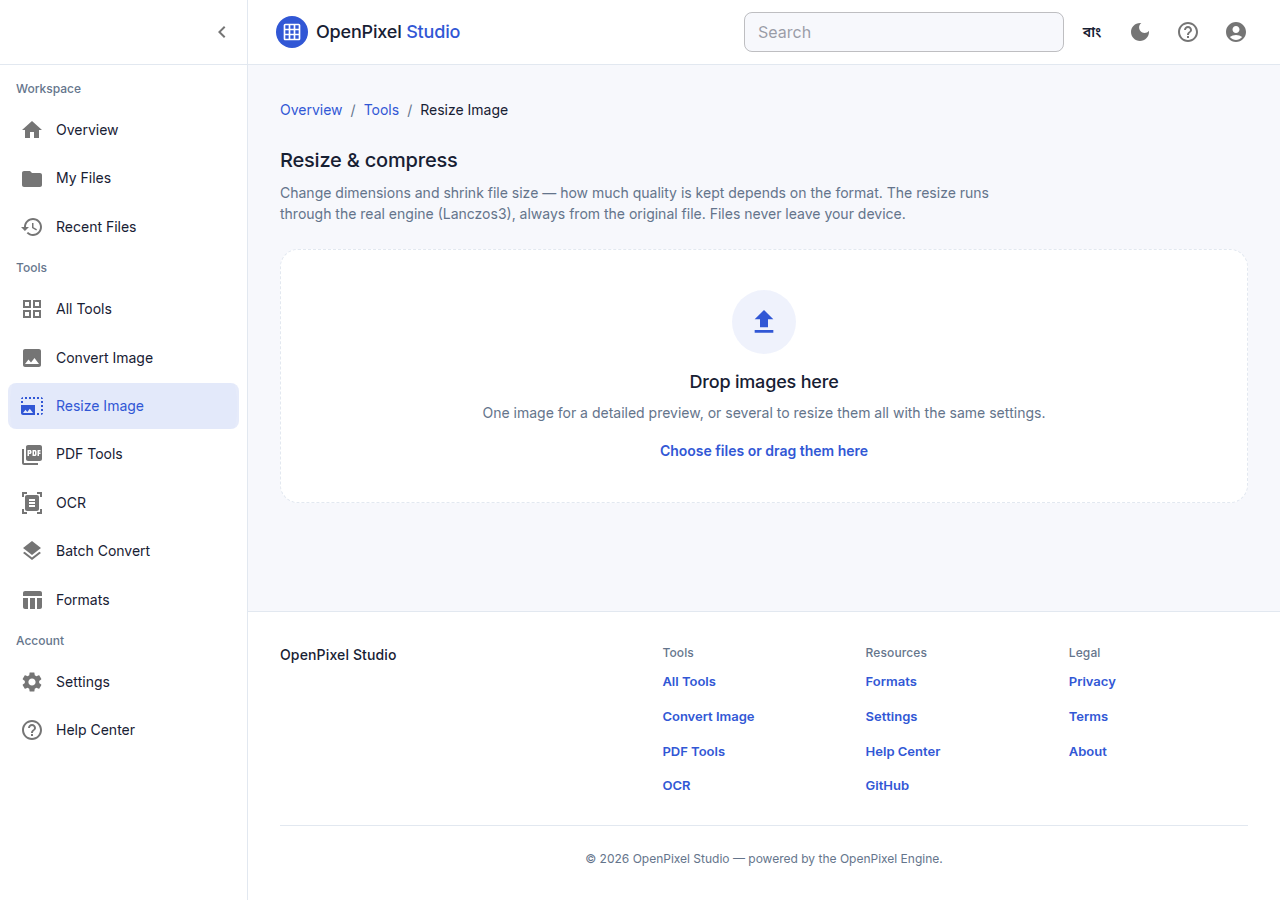 OpenPixel Studio
Search
বাং
Workspace
Overview
My Files
Recent Files
Tools
All Tools
Convert Image
Resize Image
PDF Tools
OCR
Batch Convert
Formats
Account
Settings
Help Center
Overview / Tools / Resize Image
Resize & compress
Change dimensions and shrink file size — how much quality is kept depends on the format. The resize runs
through the real engine (Lanczos3), always from the original file. Files never leave your device.
Drop images here
One image for a detailed preview, or several to resize them all with the same settings.
Choose files or drag them here
OpenPixel Studio
Tools
All Tools
Convert Image
PDF Tools
OCR
Resources
Formats
Settings
Help Center
GitHub
Legal
Privacy
Terms
About
© 2026 OpenPixel Studio — powered by the OpenPixel Engine.